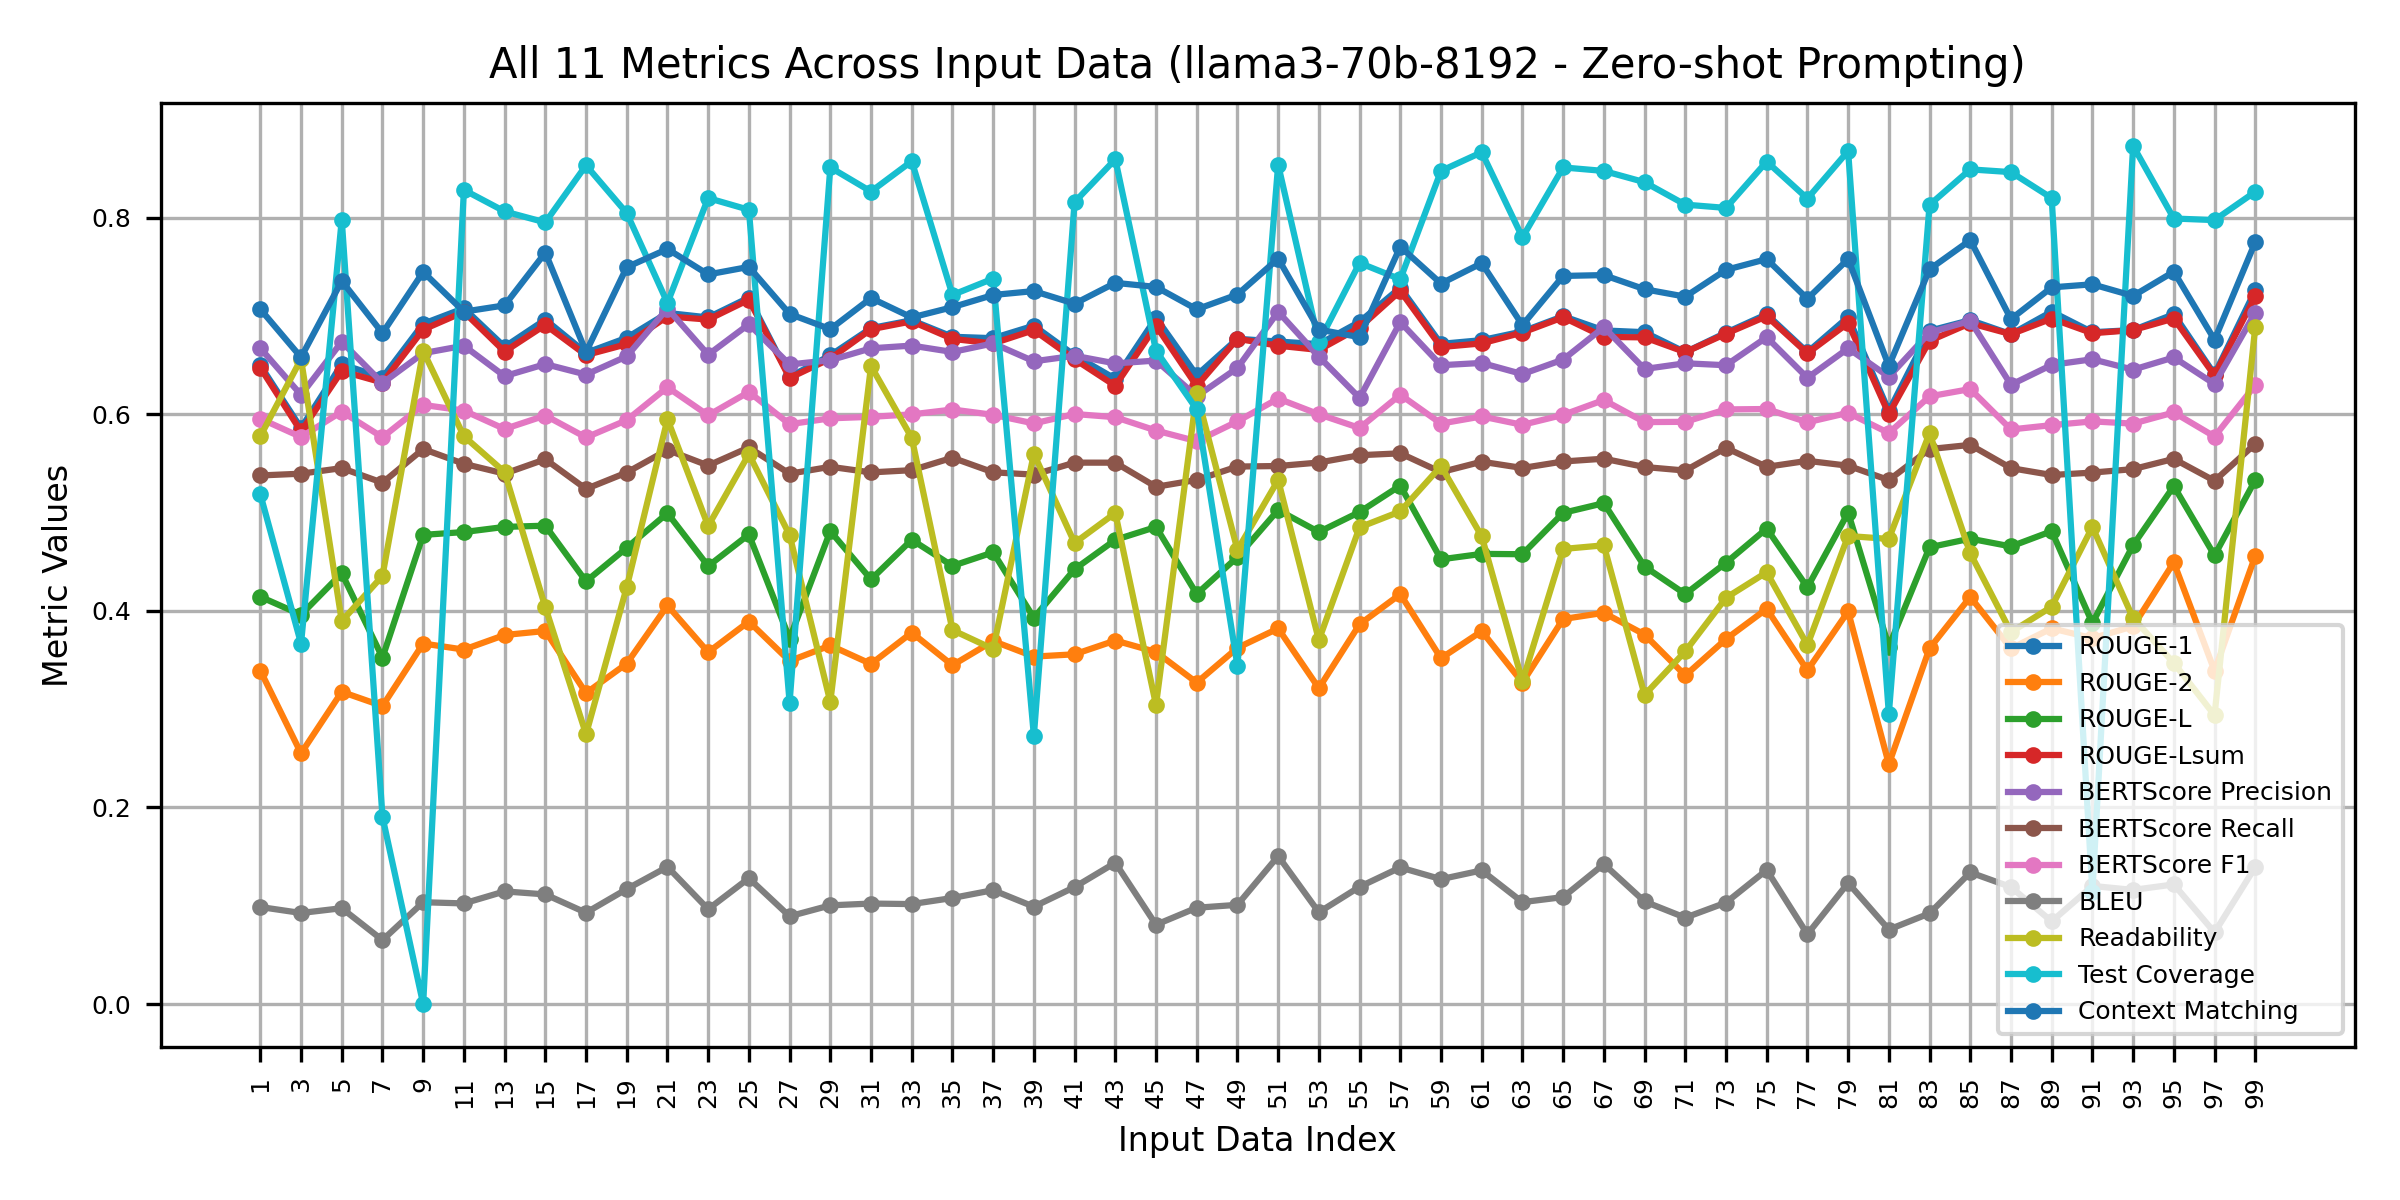 All 11 Metrics Across Input Data (llama3-70b-8192 - Zero-shot Prompting)
Metric Values
0.8
0.6
0.4
0.2
0.0
ROUGE-1
ROUGE-2
ROUGE-L
ROUGE-Lsum
BERTScore Precision
BERTScore Recall
BERTScore F1
BLEU
Readability
Test Coverage
Context Matching
1 3 5 7 9 11 13 15 17 19 21 23 25 27 29 31 33 35 37 39 41 43 45 47 49 51 53 55 57 59 61 63 65 67 69 71 73 75 77 79 81 83 85 87 89 91 93 95 97 99
Input Data Index